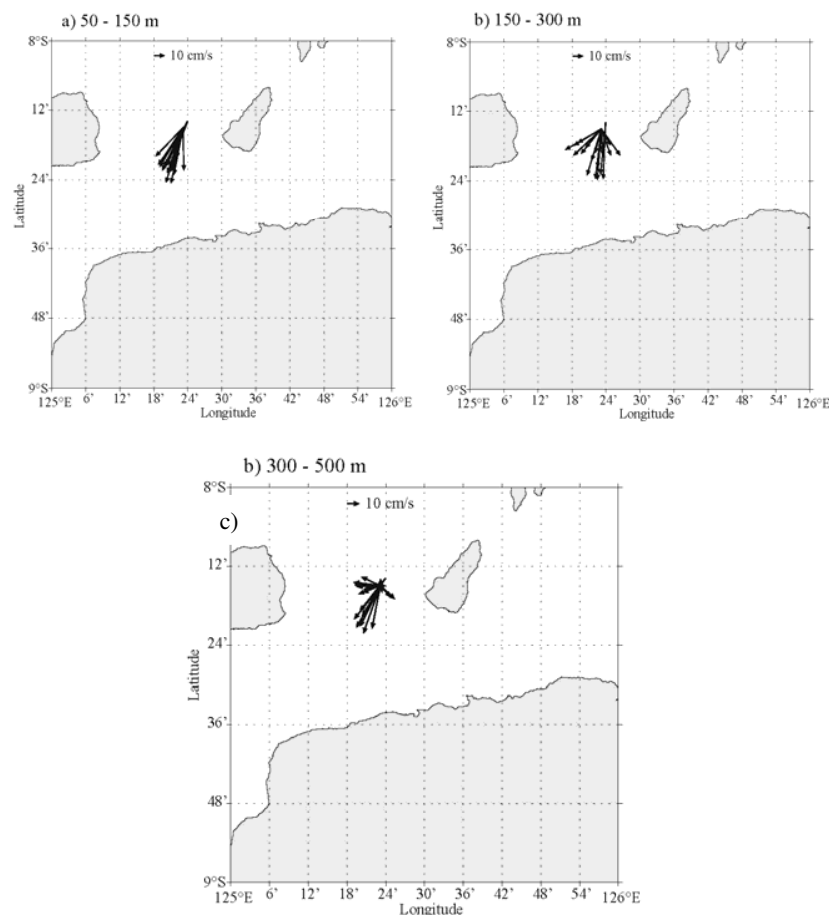 a) 50 - 150 m
8°S
12’
24’
36’
48’
9°S
Latitude
10 cm/s
125°E 6’ 12’ 18’ 24’ 30’ 36’ 42’ 48’ 54’ 126°E
Longitude
b) 150 - 300 m
8°S
12’
24’
36’
48’
9°S
Latitude
10 cm/s
125°E 6’ 12’ 18’ 24’ 30’ 36’ 42’ 48’ 54’ 126°E
Longitude
b) 300 - 500 m
c)
8°S
12’
24’
36’
48’
9°S
Latitude
10 cm/s
125°E 6’ 12’ 18’ 24’ 30’ 36’ 42’ 48’ 54’ 126°E
Longitude